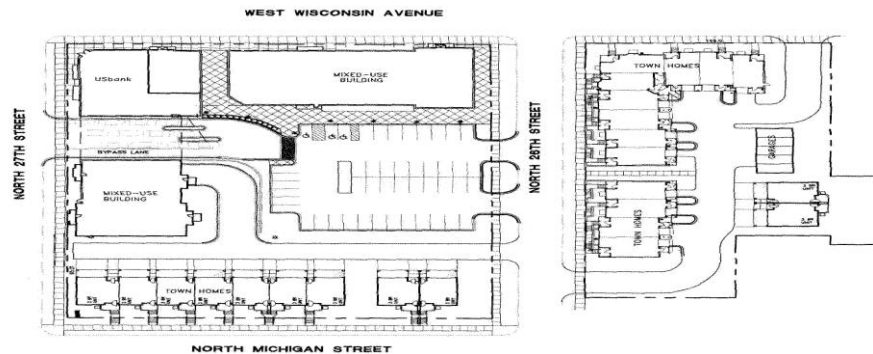 WEST WISCONSIN AVENUE
USbank
MIXED-USE
BUILDING
TOWN HOMES
NORTH 27TH STREET
BYPASS LANE
NORTH 26TH STREET
GARAGES
MIXED-USE
BUILDING
TOWN HOMES
TOWN HOMES
NORTH MICHIGAN STREET